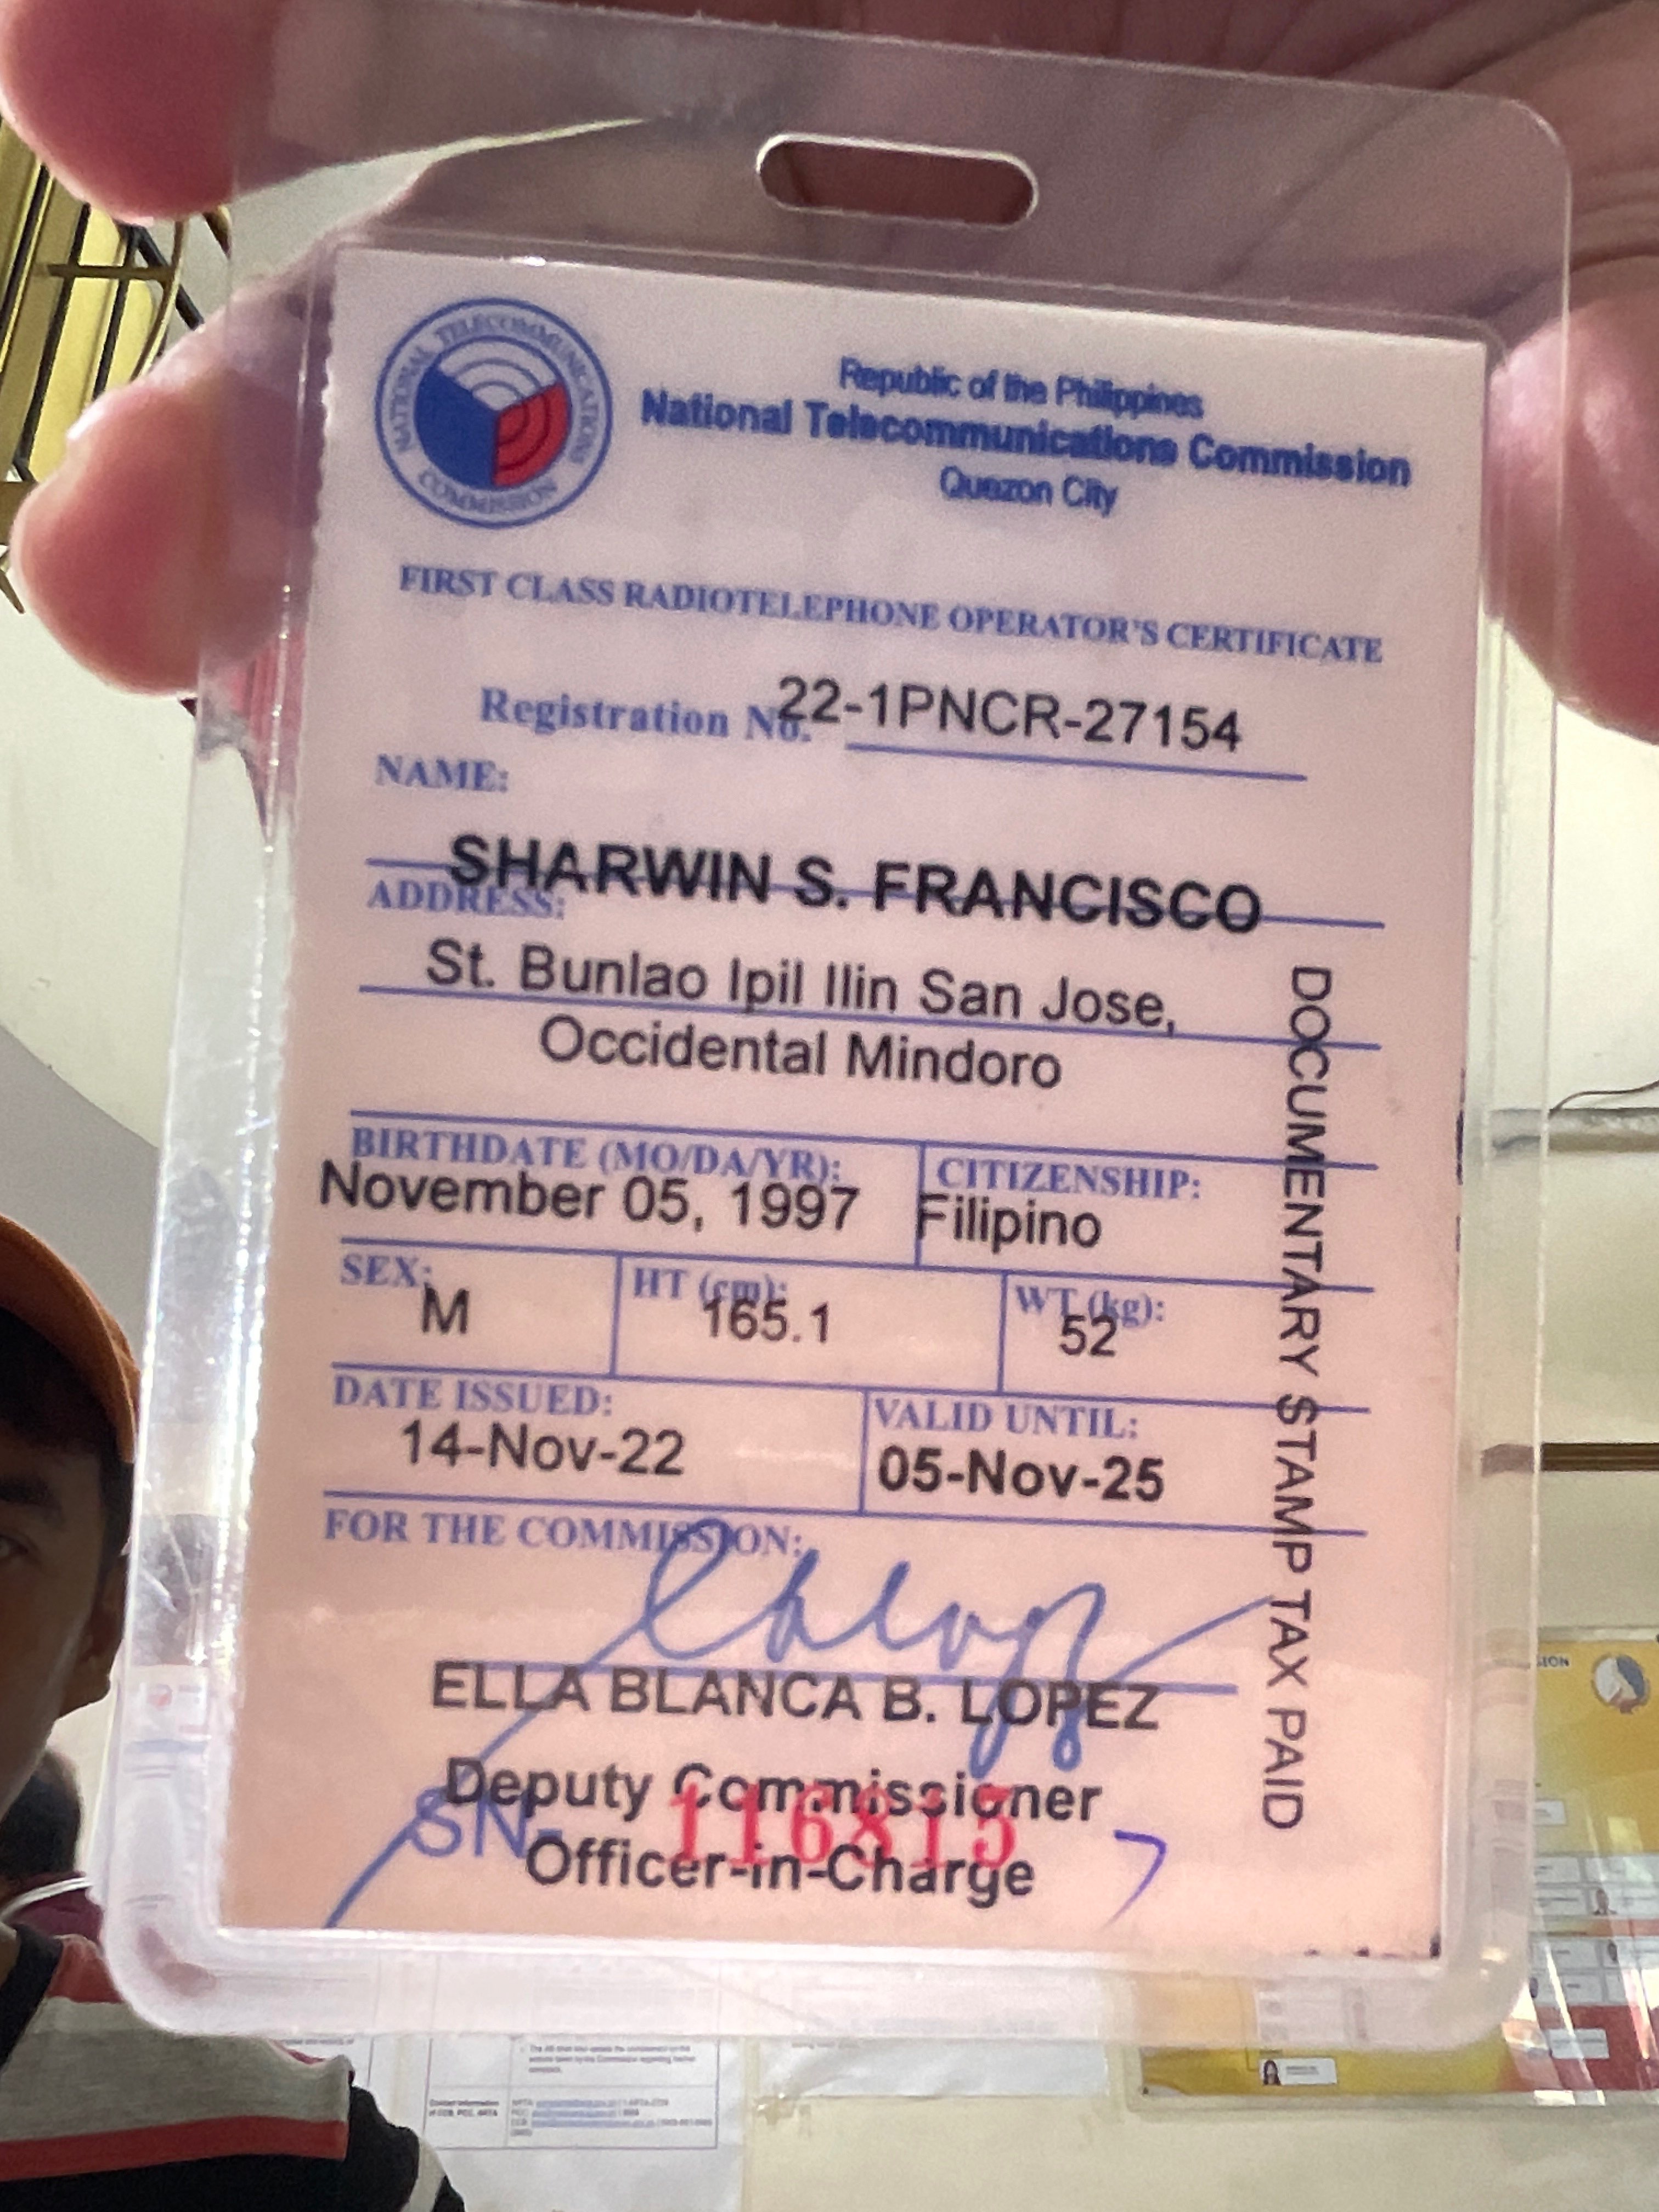 NATIONAL TELECOMMUNICATIONS COMMISSION
Republic of the Philippines
National Telecommunications Commission
Quezon City
FIRST CLASS RADIOTELEPHONE OPERATOR'S CERTIFICATE
Registration No. 22-1PNCR-27154
NAME:
SHARWIN S. FRANCISCO
ADDRESS:
St. Bunlao Ipil Ilin San Jose,
Occidental Mindoro
BIRTHDATE (MO/DA/YR): CITIZENSHIP:
November 05, 1997 Filipino
SEX: HT (cm): WT (kg):
M 165.1 52
DATE ISSUED: VALID UNTIL:
14-Nov-22 05-Nov-25
FOR THE COMMISSION:
ELLA BLANCA B. LOPEZ
Deputy Commissioner
SN- 116815
Officer-in-Charge
DOCUMENTARY STAMP TAX PAID